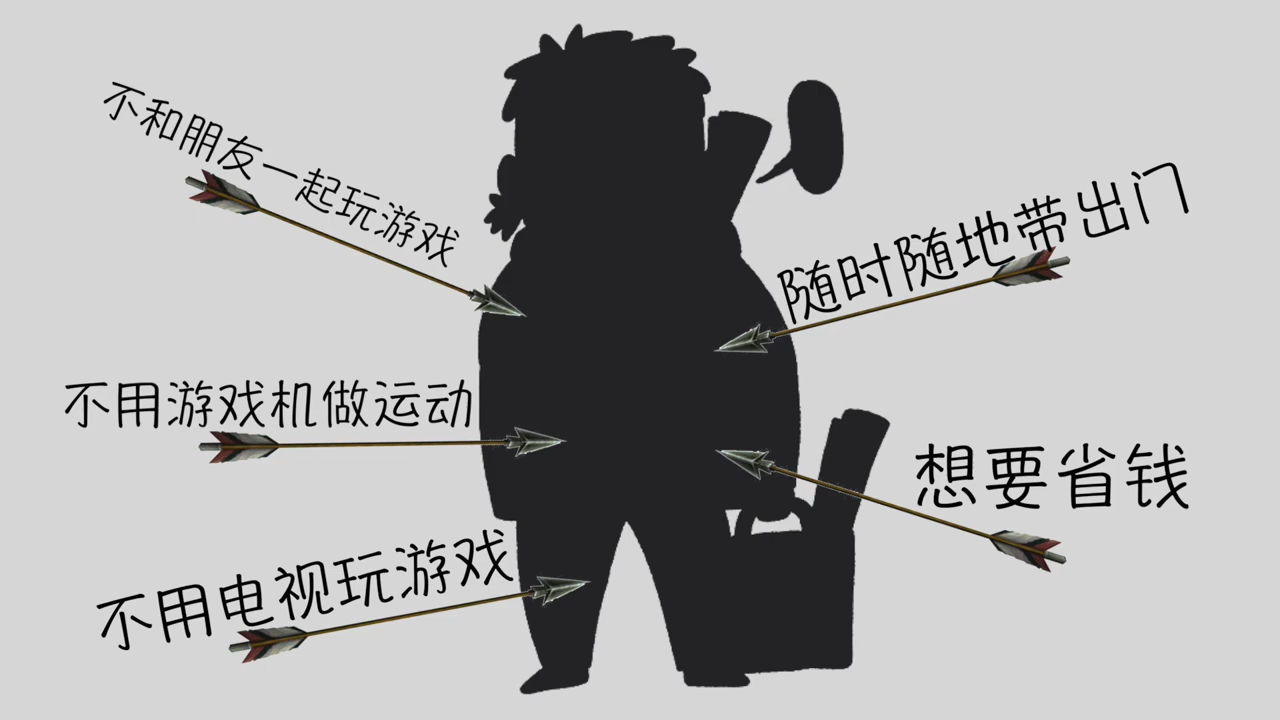 不和朋友一起玩游戏
随时随地带出门
不用游戏机做运动
想要省钱
不用电视玩游戏